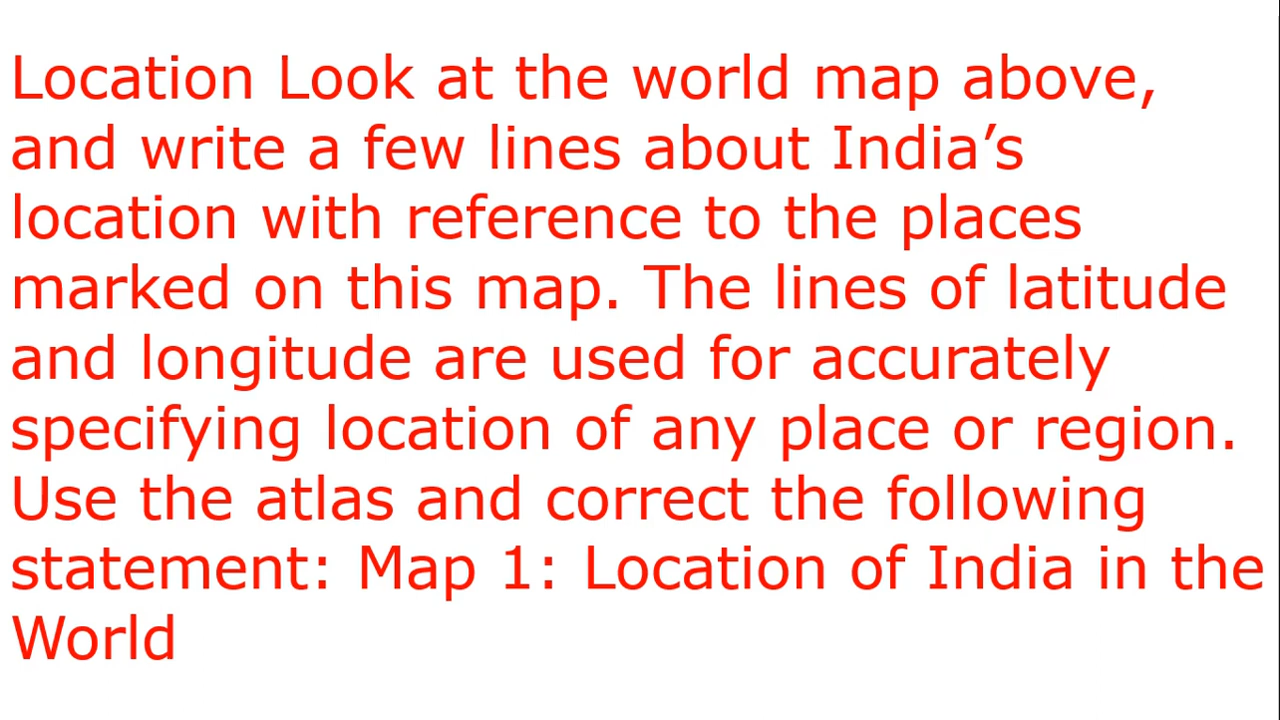 Location Look at the world map above,
and write a few lines about India’s
location with reference to the places
marked on this map. The lines of latitude
and longitude are used for accurately
specifying location of any place or region.
Use the atlas and correct the following
statement: Map 1: Location of India in the
World